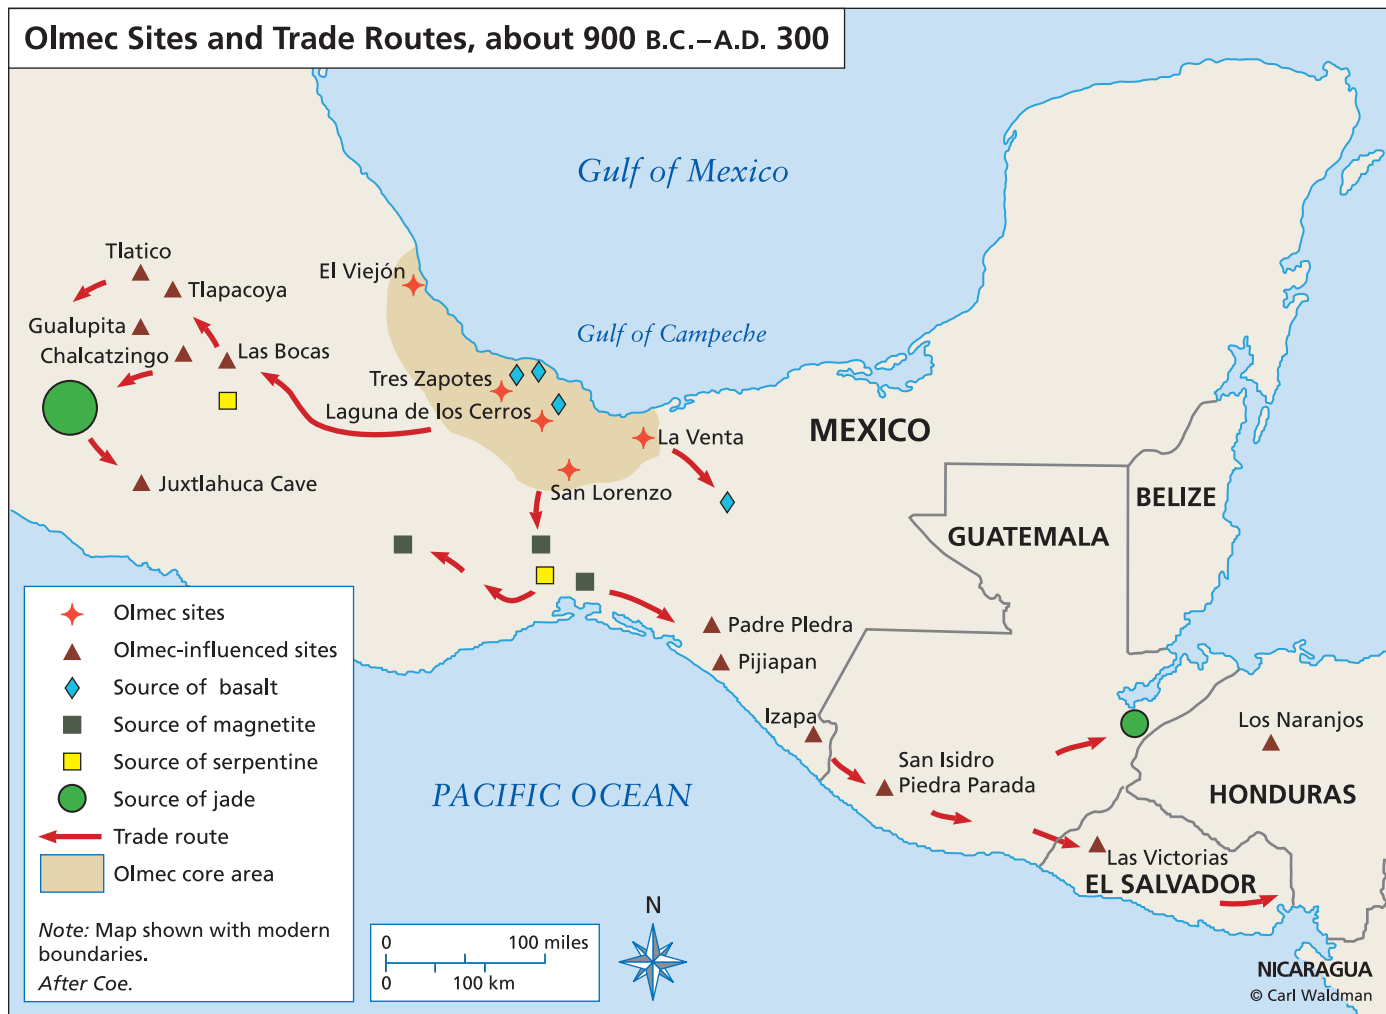 Olmec Sites and Trade Routes, about 900 B.C.–A.D. 300
Gulf of Mexico
Tlatico
El Viejón
Tlapacoya
Gualupita
Gulf of Campeche
Chalcatzingo
Las Bocas
Tres Zapotes
Laguna de los Cerros
MEXICO
La Venta
Juxtlahuca Cave
San Lorenzo
BELIZE
GUATEMALA
Padre Pledra
Pijiapan
Izapa
Los Naranjos
San Isidro
Piedra Parada
PACIFIC OCEAN
HONDURAS
Las Victorias
EL SALVADOR
NICARAGUA
© Carl Waldman
Olmec sites
Olmec-influenced sites
Source of basalt
Source of magnetite
Source of serpentine
Source of jade
Trade route
Olmec core area
Note: Map shown with modern
boundaries.
After Coe.
0 100 miles
0 100 km
N